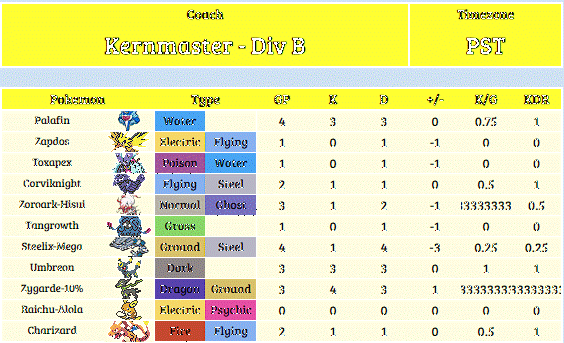 Coach Timezone
Kernmaster - Div B PST
Pokemon Type GP K D +/- K/G KDR
Palafin Water 4 3 3 0 0.75 1
Zapdos Electric Flying 1 0 1 -1 0 0
Toxapex Poison Water 1 0 1 -1 0 0
Corviknight Flying Steel 2 1 1 0 0.5 1
Zoroark-Hisui Normal Ghost 3 1 2 -1 33333333 0.5
Tangrowth Grass 1 0 1 -1 0 0
Steelix-Mega Ground Steel 4 1 4 -3 0.25 0.25
Umbreon Dark 3 3 3 0 1 1
Zygarde-10% Dragon Ground 3 4 3 1
Raichu-Alola Electric Psychic 0 0 0 0 0 0
Charizard Fire Flying 2 1 1 0 0.5 1